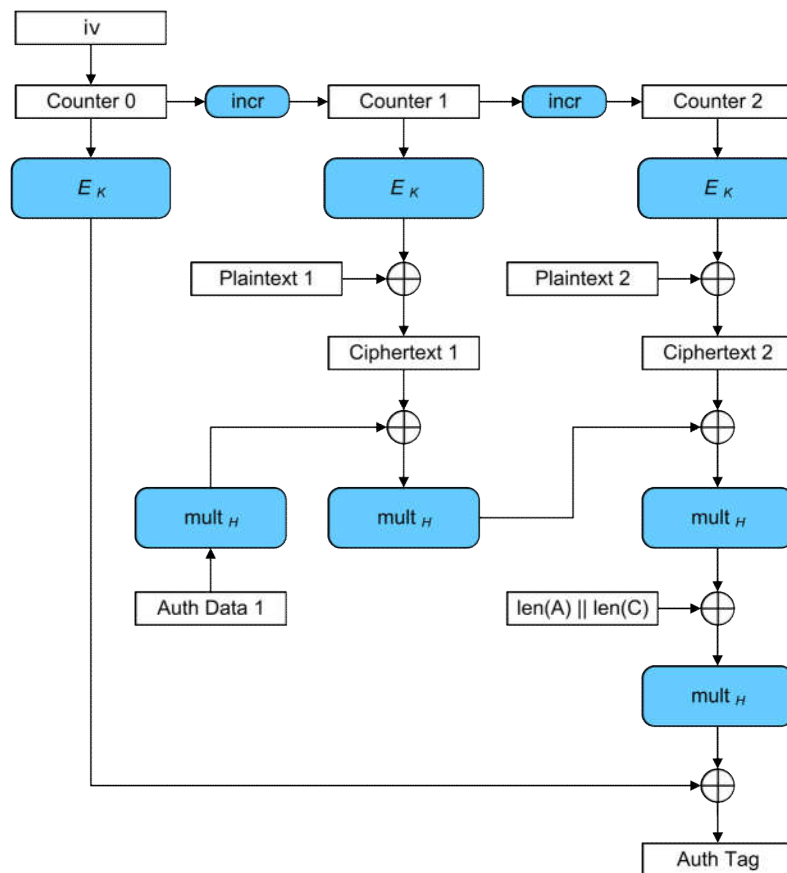 iv
Counter 0
incr
Counter 1
incr
Counter 2
E K
E K
E K
Plaintext 1
Plaintext 2
Ciphertext 1
Ciphertext 2
mult H
mult H
mult H
Auth Data 1
len(A) || len(C)
mult H
Auth Tag